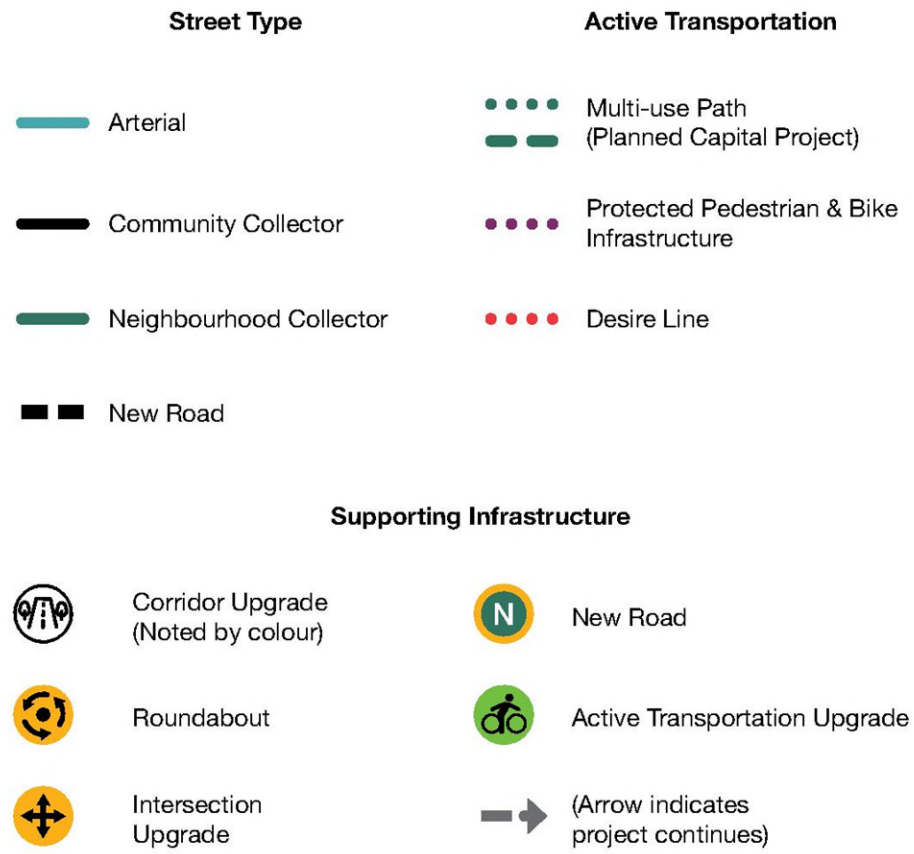 Street Type
Arterial
Community Collector
Neighbourhood Collector
New Road
Active Transportation
Multi-use Path
(Planned Capital Project)
Protected Pedestrian & Bike
Infrastructure
Desire Line
Supporting Infrastructure
Corridor Upgrade
(Noted by colour)
Roundabout
Intersection
Upgrade
N
New Road
Active Transportation Upgrade
(Arrow indicates
project continues)